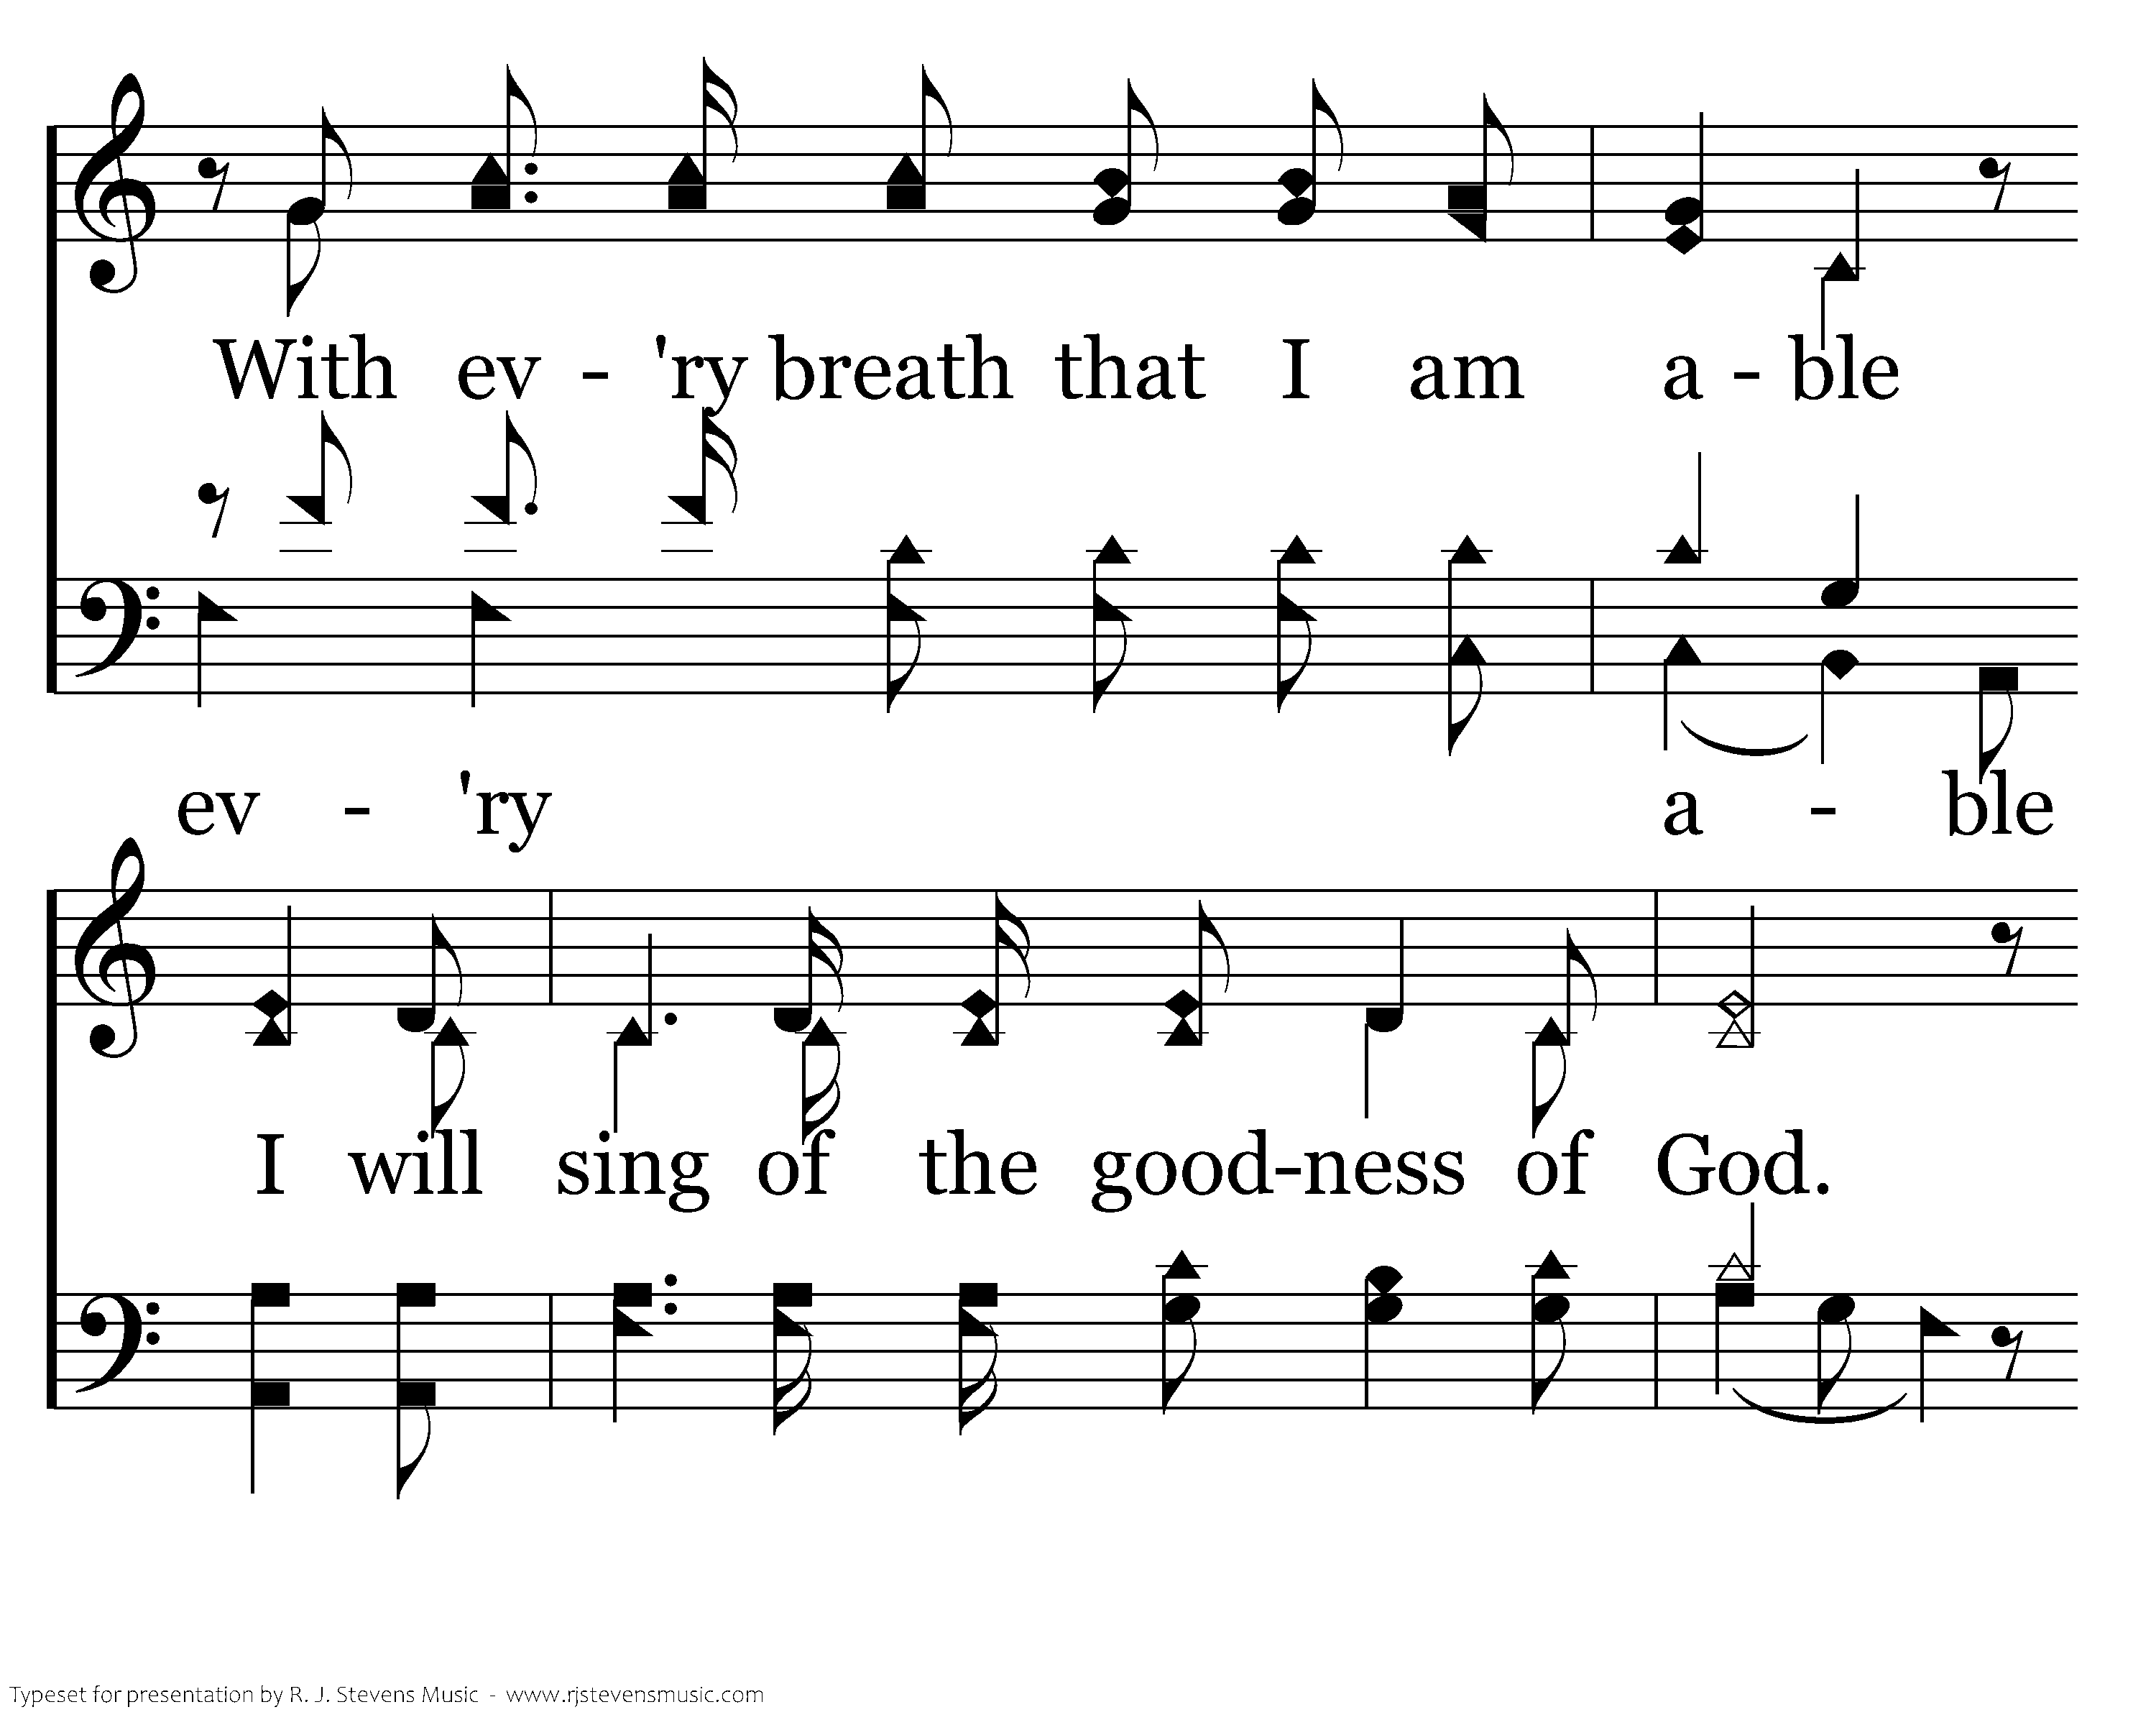 With ev - 'ry breath that I am a - ble
ev - 'ry a - ble
I will sing of the good-ness of God.
Typeset for presentation by R. J. Stevens Music - www.rjstevensmusic.com